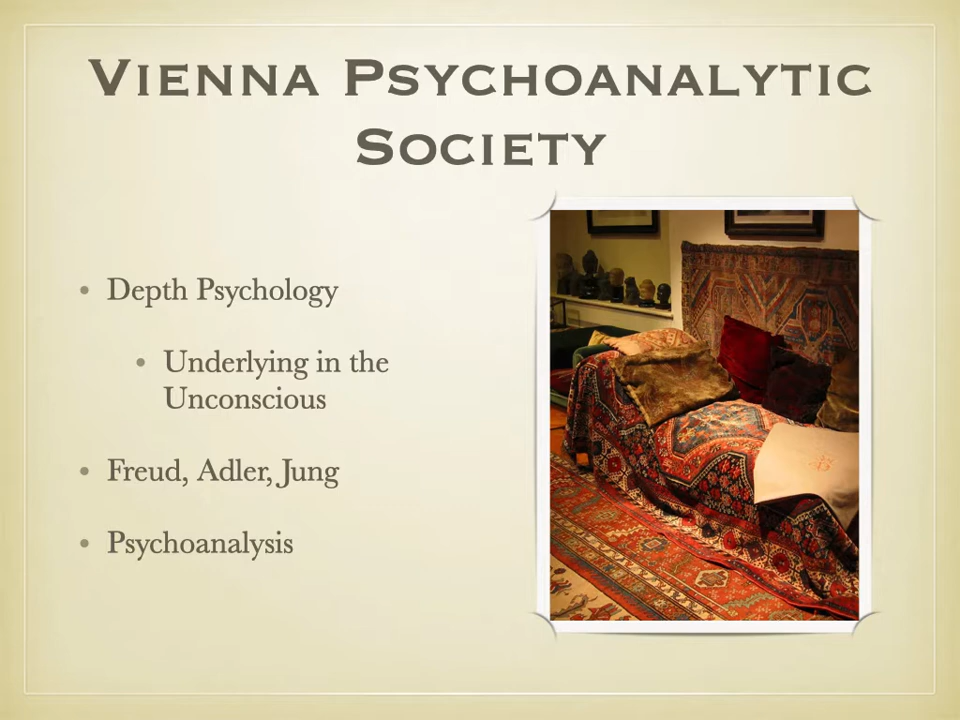 Vienna Psychoanalytic
Society
• Depth Psychology
• Underlying in the
Unconscious
• Freud, Adler, Jung
• Psychoanalysis